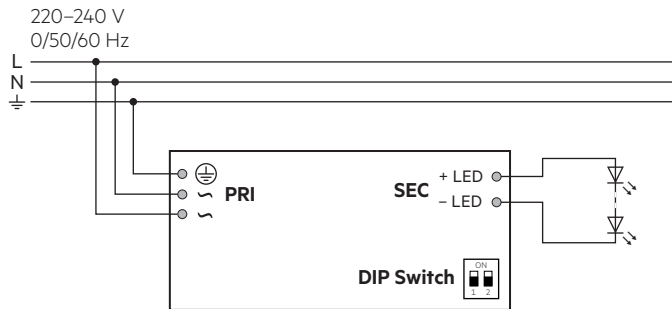 220–240 V
0/50/60 Hz
L
N
PRI
SEC
+ LED
– LED
DIP Switch
ON
1 2